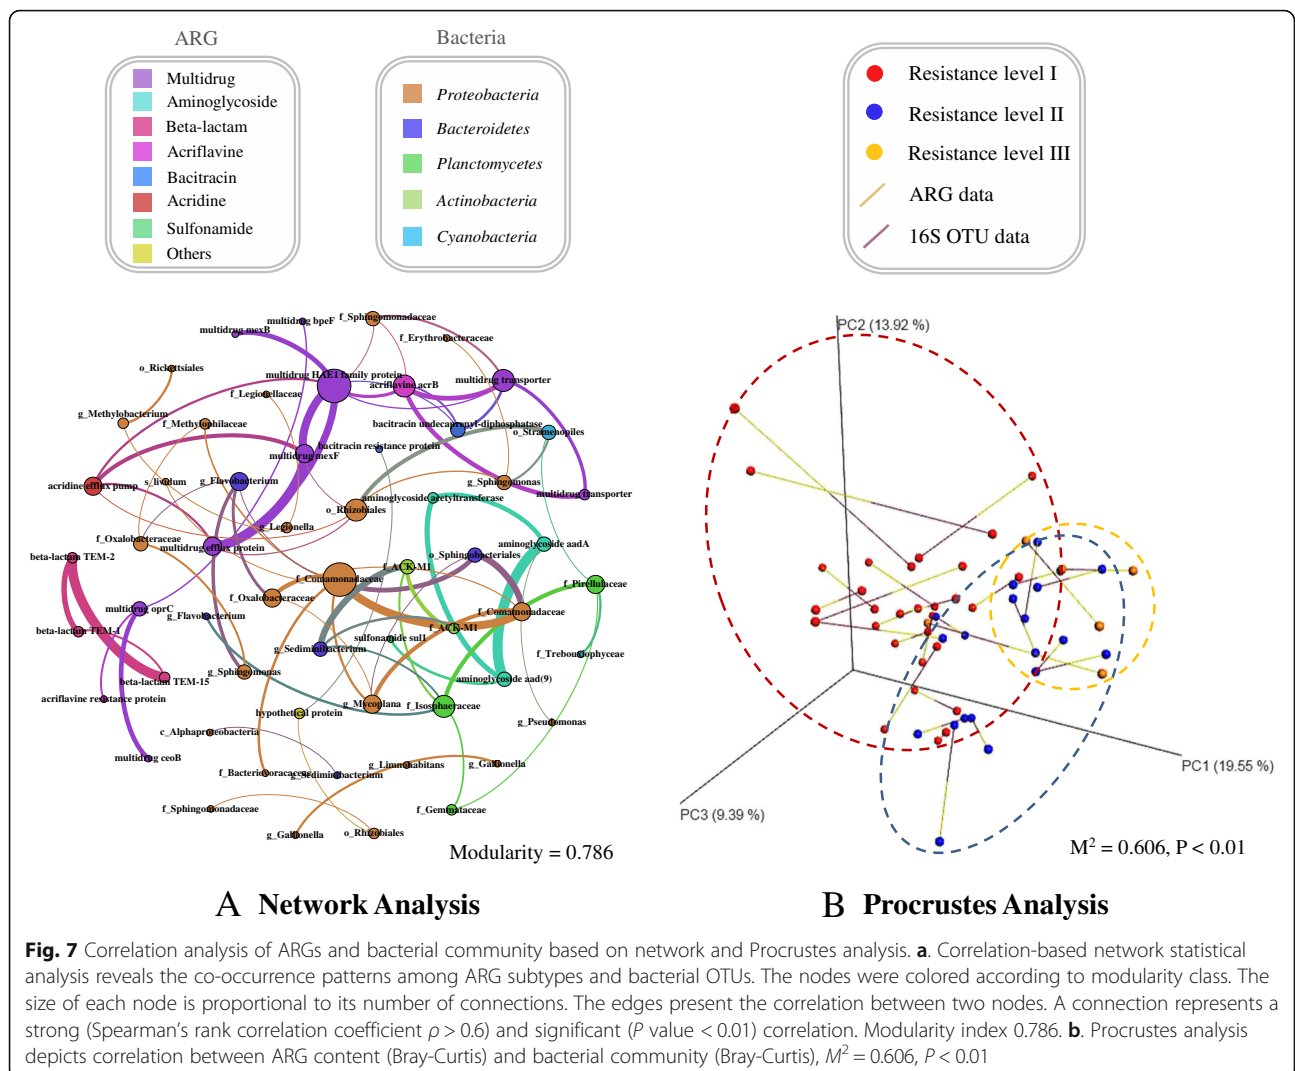 ARG
Multidrug
Aminoglycoside
Beta-lactam
Acriflavine
Bacitracin
Acridine
Sulfonamide
Others
Bacteria
Proteobacteria
Bacteroidetes
Planctomycetes
Actinobacteria
Cyanobacteria
multidrug bpeF
f_Sphingomonadaceae
multidrug mexB
f_Erythrobacteraceae
o_Rickettsiales
multidrug HAE1 family protein
acriflavine acrB
multidrug transporter
f_Legionellaceae
g_Methylobacterium
f_Methylophilaceae
bacitracin undecaprenyl-diphosphatase
o_Stramenopiles
bacitracin resistance protein
multidrug mexF
acridine efflux pump
s_lividum
g_Flavobacterium
g_Sphingomonas
aminoglycoside acetyltransferase
multidrug transporter
o_Rhizobiales
g_Legionella
f_Oxalobacteraceae
multidrug efflux protein
aminoglycoside aadA
beta-lactam TEM-2
o_Sphingobacteriales
f_ACK-M1
f_Comamonadaceae
f_Pirellulaceae
f_Oxalobacteraceae
multidrug oprC
g_Flavobacterium
f_Comamonadaceae
beta-lactam TEM-1
f_ACK-M1
sulfonamide sul1
g_Sediminibacterium
f_Trebouxiophyceae
g_Sphingomonas
beta-lactam TEM-15
aminoglycoside aad(9)
acriflavine resistance protein
g_Mycoplana
f_Isosphaeraceae
hypothetical protein
g_Pseudomonas
c_Alphaproteobacteria
multidrug ceoB
f_Bacteriovoracaceae
g_Sediminibacterium
g_Limnohabitans
g_Gallionella
f_Sphingomonadaceae
f_Gemmataceae
g_Gallionella
o_Rhizobiales
Modularity = 0.786
A Network Analysis
Resistance level I
Resistance level II
Resistance level III
ARG data
16S OTU data
PC2 (13.92 %)
PC1 (19.55 %)
PC3 (9.39 %)
M² = 0.606, P < 0.01
B Procrustes Analysis
Fig. 7 Correlation analysis of ARGs and bacterial community based on network and Procrustes analysis. a. Correlation-based network statistical
analysis reveals the co-occurrence patterns among ARG subtypes and bacterial OTUs. The nodes were colored according to modularity class. The
size of each node is proportional to its number of connections. The edges present the correlation between two nodes. A connection represents a
strong (Spearman's rank correlation coefficient ρ > 0.6) and significant (P value < 0.01) correlation. Modularity index 0.786. b. Procrustes analysis
depicts correlation between ARG content (Bray-Curtis) and bacterial community (Bray-Curtis), M² = 0.606, P < 0.01